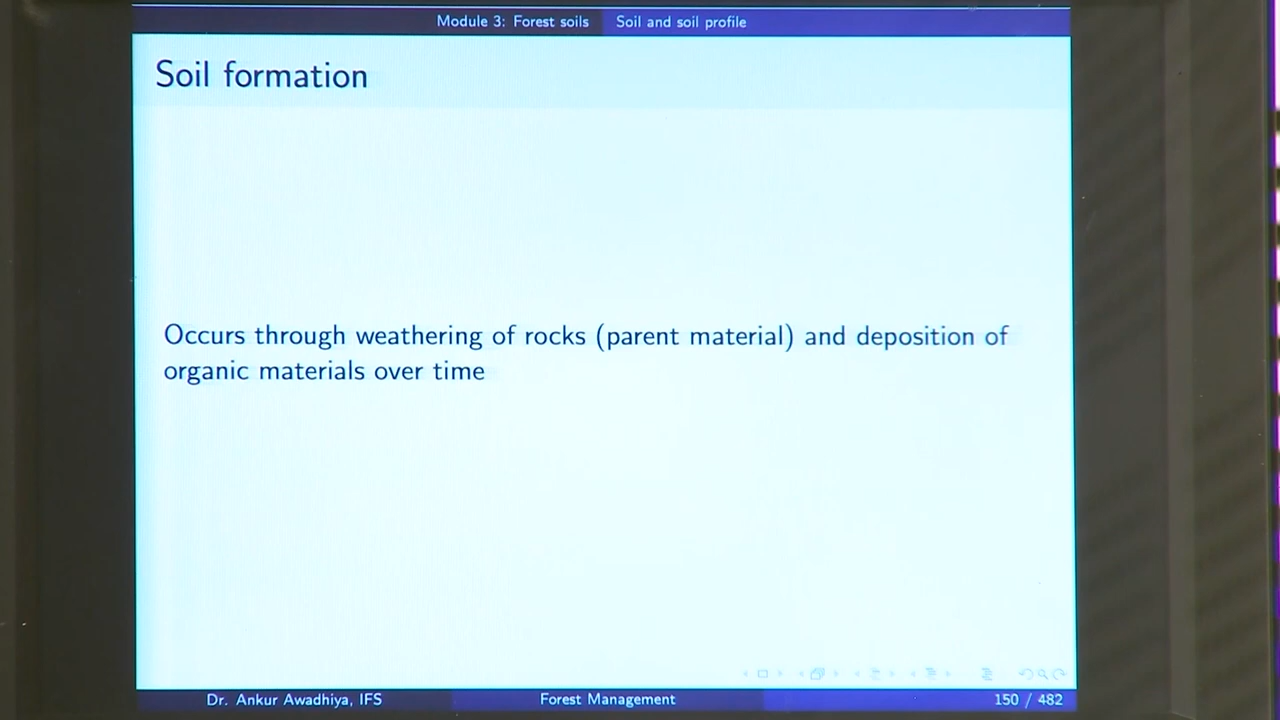 Module 3: Forest soils Soil and soil profile
Soil formation
Occurs through weathering of rocks (parent material) and deposition of
organic materials over time
Dr. Ankur Awadhiya, IFS Forest Management 150 / 482